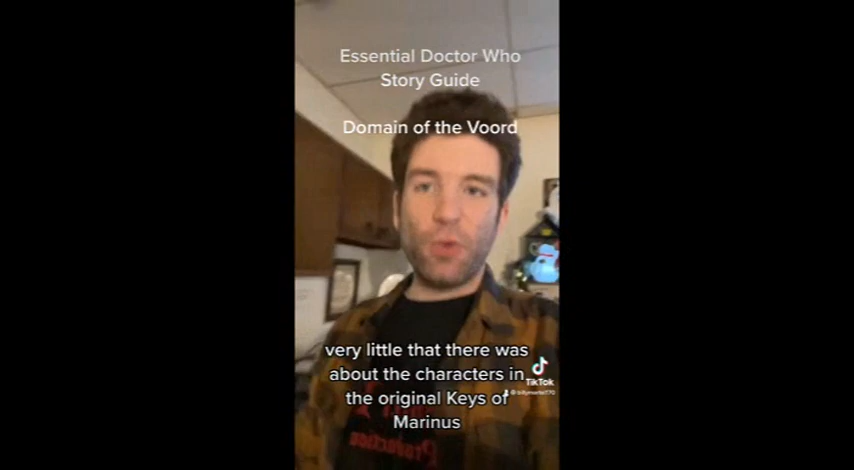 Essential Doctor Who
Story Guide
Domain of the Voord
very little that there was
about the characters in
the original Keys of
Marinus
TikTok